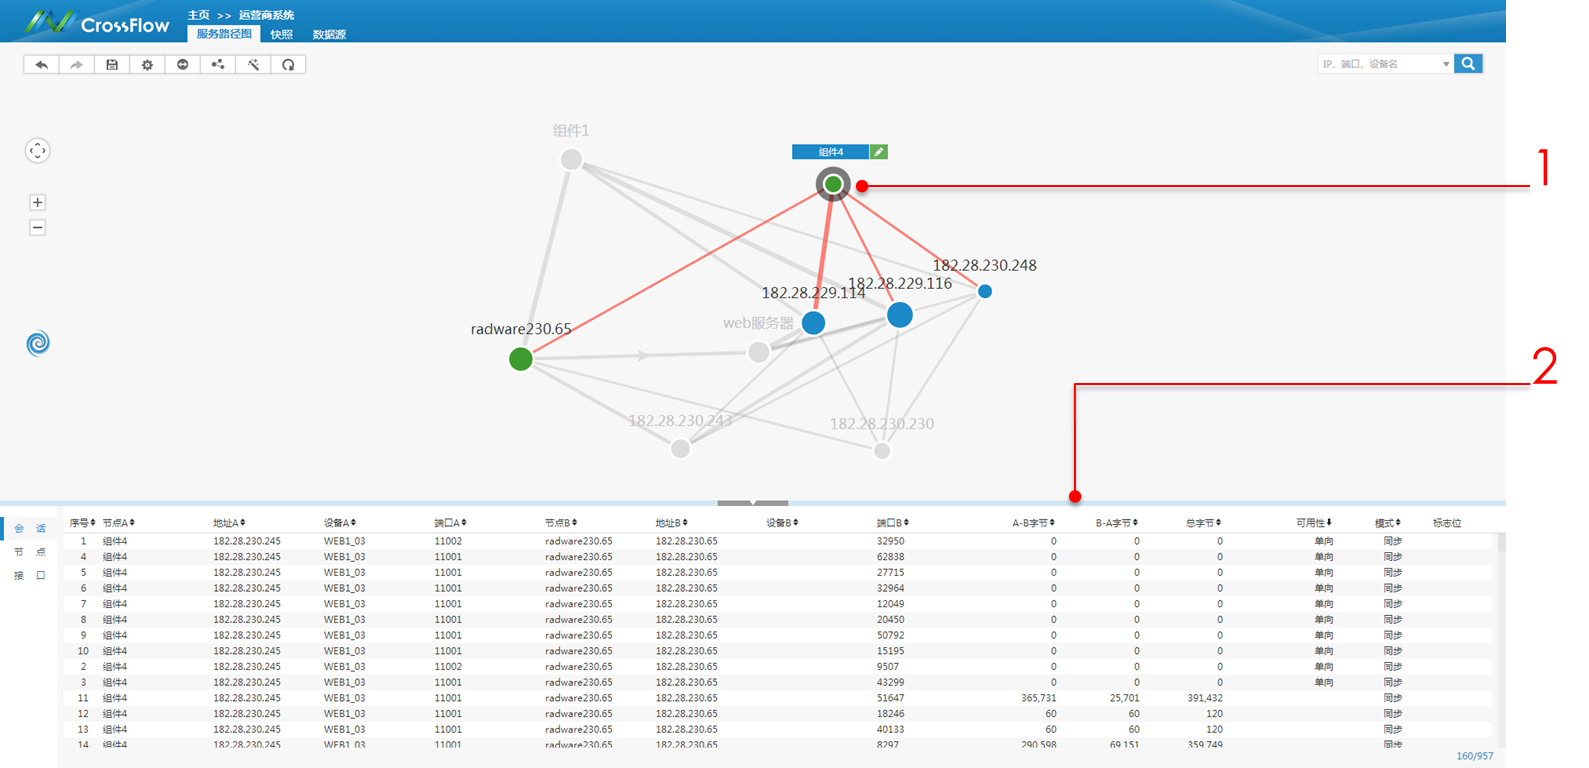 CrossFlow
主页 >> 运营商系统
服务路径图 快照 数据源
IP、端口、设备名
组件1
组件4
1
182.28.230.248
182.28.229.116
182.28.229.114
web服务器
radware230.65
2
182.28.230.243
182.28.230.230
会 话
节 点
接 口
序号 节点A 地址A 设备A 端口A 节点B 地址B 设备B 端口B A-B字节 B-A字节 总字节 可用性 模式 标志位
1 组件4 182.28.230.245 WEB1_03 11002 radware230.65 182.28.230.65 32950 0 0 0 单向 同步
4 组件4 182.28.230.245 WEB1_03 11001 radware230.65 182.28.230.65 62838 0 0 0 单向 同步
5 组件4 182.28.230.245 WEB1_03 11001 radware230.65 182.28.230.65 27715 0 0 0 单向 同步
6 组件4 182.28.230.245 WEB1_03 11001 radware230.65 182.28.230.65 32964 0 0 0 单向 同步
7 组件4 182.28.230.245 WEB1_03 11001 radware230.65 182.28.230.65 12049 0 0 0 单向 同步
8 组件4 182.28.230.245 WEB1_03 11001 radware230.65 182.28.230.65 20450 0 0 0 单向 同步
9 组件4 182.28.230.245 WEB1_03 11001 radware230.65 182.28.230.65 50792 0 0 0 单向 同步
10 组件4 182.28.230.245 WEB1_03 11001 radware230.65 182.28.230.65 15195 0 0 0 单向 同步
2 组件4 182.28.230.245 WEB1_03 11002 radware230.65 182.28.230.65 9507 0 0 0 单向 同步
3 组件4 182.28.230.245 WEB1_03 11001 radware230.65 182.28.230.65 43299 0 0 0 单向 同步
11 组件4 182.28.230.245 WEB1_03 11001 radware230.65 182.28.230.65 51647 365,731 25,701 391,432 同步
12 组件4 182.28.230.245 WEB1_03 11001 radware230.65 182.28.230.65 18246 60 60 120 同步
13 组件4 182.28.230.245 WEB1_03 11001 radware230.65 182.28.230.65 40133 60 60 120 同步
14 组件4 182.28.230.245 WEB1_03 11001 radware230.65 182.28.230.65 8297 290,598 69,151 359,749 同步
160/957